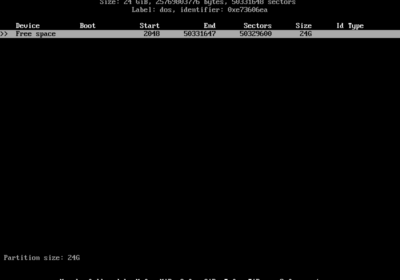 Size: 24 GiB, 25769803776 bytes, 50331648 sectors
Label: dos, identifier: 0xe73606ea
Device Boot Start End Sectors Size Id Type
>> Free space 2048 50331647 50329600 24G
Partition size: 24G